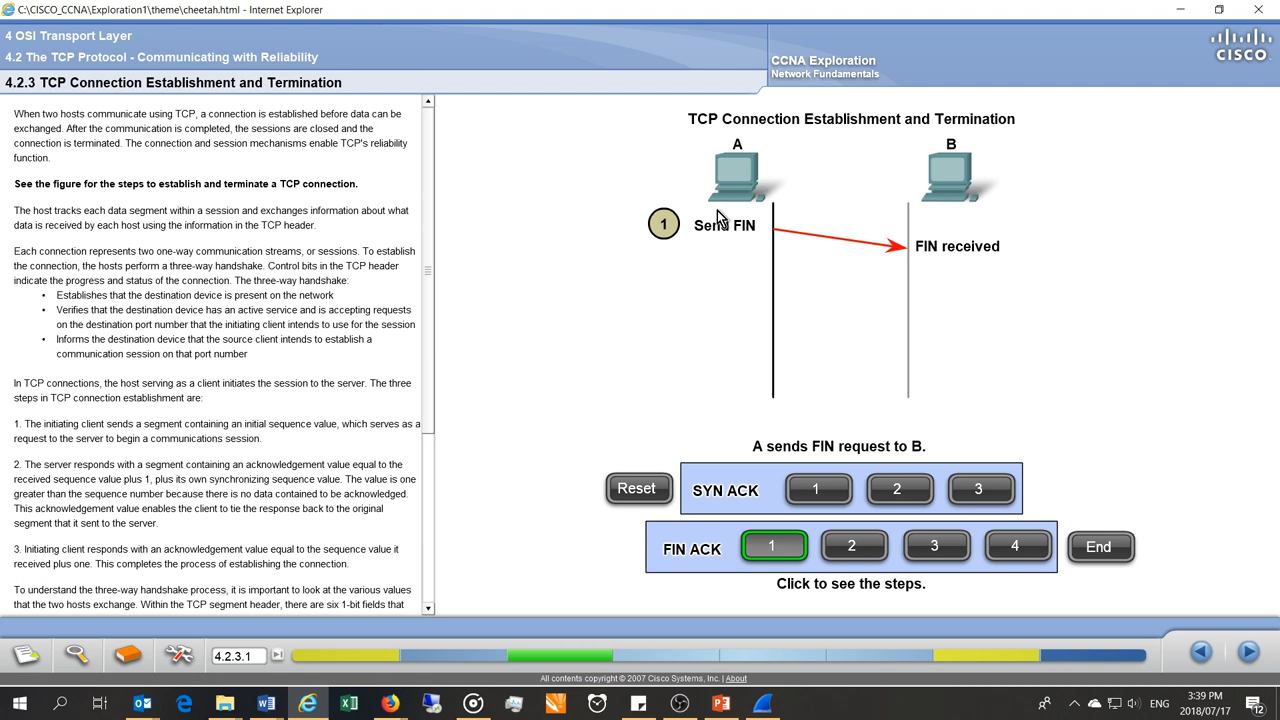 C:\CISCO_CCNA\Exploration1\theme\cheetah.html - Internet Explorer
4 OSI Transport Layer
4.2 The TCP Protocol - Communicating with Reliability
4.2.3 TCP Connection Establishment and Termination
CCNA Exploration
Network Fundamentals
CISCO
When two hosts communicate using TCP, a connection is established before data can be
exchanged. After the communication is completed, the sessions are closed and the
connection is terminated. The connection and session mechanisms enable TCP's reliability
function.
See the figure for the steps to establish and terminate a TCP connection.
The host tracks each data segment within a session and exchanges information about what
data is received by each host using the information in the TCP header.
Each connection represents two one-way communication streams, or sessions. To establish
the connection, the hosts perform a three-way handshake. Control bits in the TCP header
indicate the progress and status of the connection. The three-way handshake:
• Establishes that the destination device is present on the network
• Verifies that the destination device has an active service and is accepting requests
on the destination port number that the initiating client intends to use for the session
• Informs the destination device that the source client intends to establish a
communication session on that port number
In TCP connections, the host serving as a client initiates the session to the server. The three
steps in TCP connection establishment are:
1. The initiating client sends a segment containing an initial sequence value, which serves as a
request to the server to begin a communications session.
2. The server responds with a segment containing an acknowledgement value equal to the
received sequence value plus 1, plus its own synchronizing sequence value. The value is one
greater than the sequence number because there is no data contained to be acknowledged.
This acknowledgement value enables the client to tie the response back to the original
segment that it sent to the server.
3. Initiating client responds with an acknowledgement value equal to the sequence value it
received plus one. This completes the process of establishing the connection.
To understand the three-way handshake process, it is important to look at the various values
that the two hosts exchange. Within the TCP segment header, there are six 1-bit fields that
TCP Connection Establishment and Termination
A B
1 Send FIN
FIN received
A sends FIN request to B.
Reset SYN ACK 1 2 3
FIN ACK 1 2 3 4 End
Click to see the steps.
4.2.3.1
All contents copyright © 2007 Cisco Systems, Inc. | About
3:39 PM
ENG 2018/07/17 12